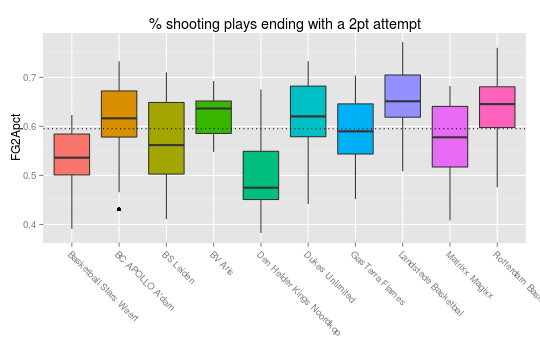 % shooting plays ending with a 2pt attempt
FG2Apct
0.7
0.6
0.5
0.4
Basketball Stars Weert
BC APOLLO A'dam
BS Leiden
BV Aris
Den Helder Kings Noordkop
Dukes Unlimited
GasTerra Flames
Landstede Basketbal
Matrixx Magixx
Rotterdam Bas